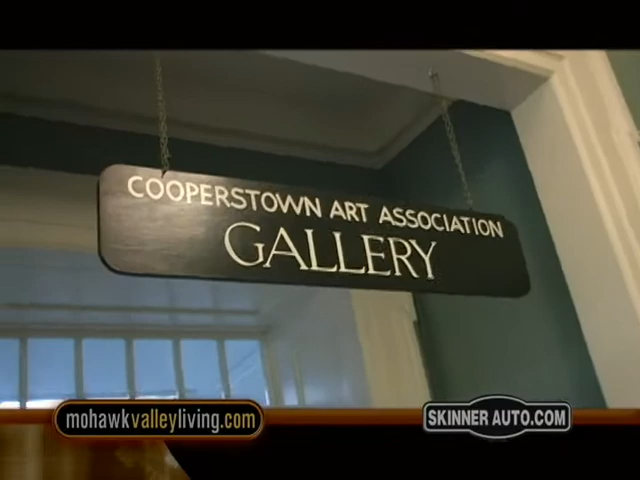 COOPERSTOWN ART ASSOCIATION
GALLERY
mohawkvalleyliving.com
SKINNER AUTO.COM